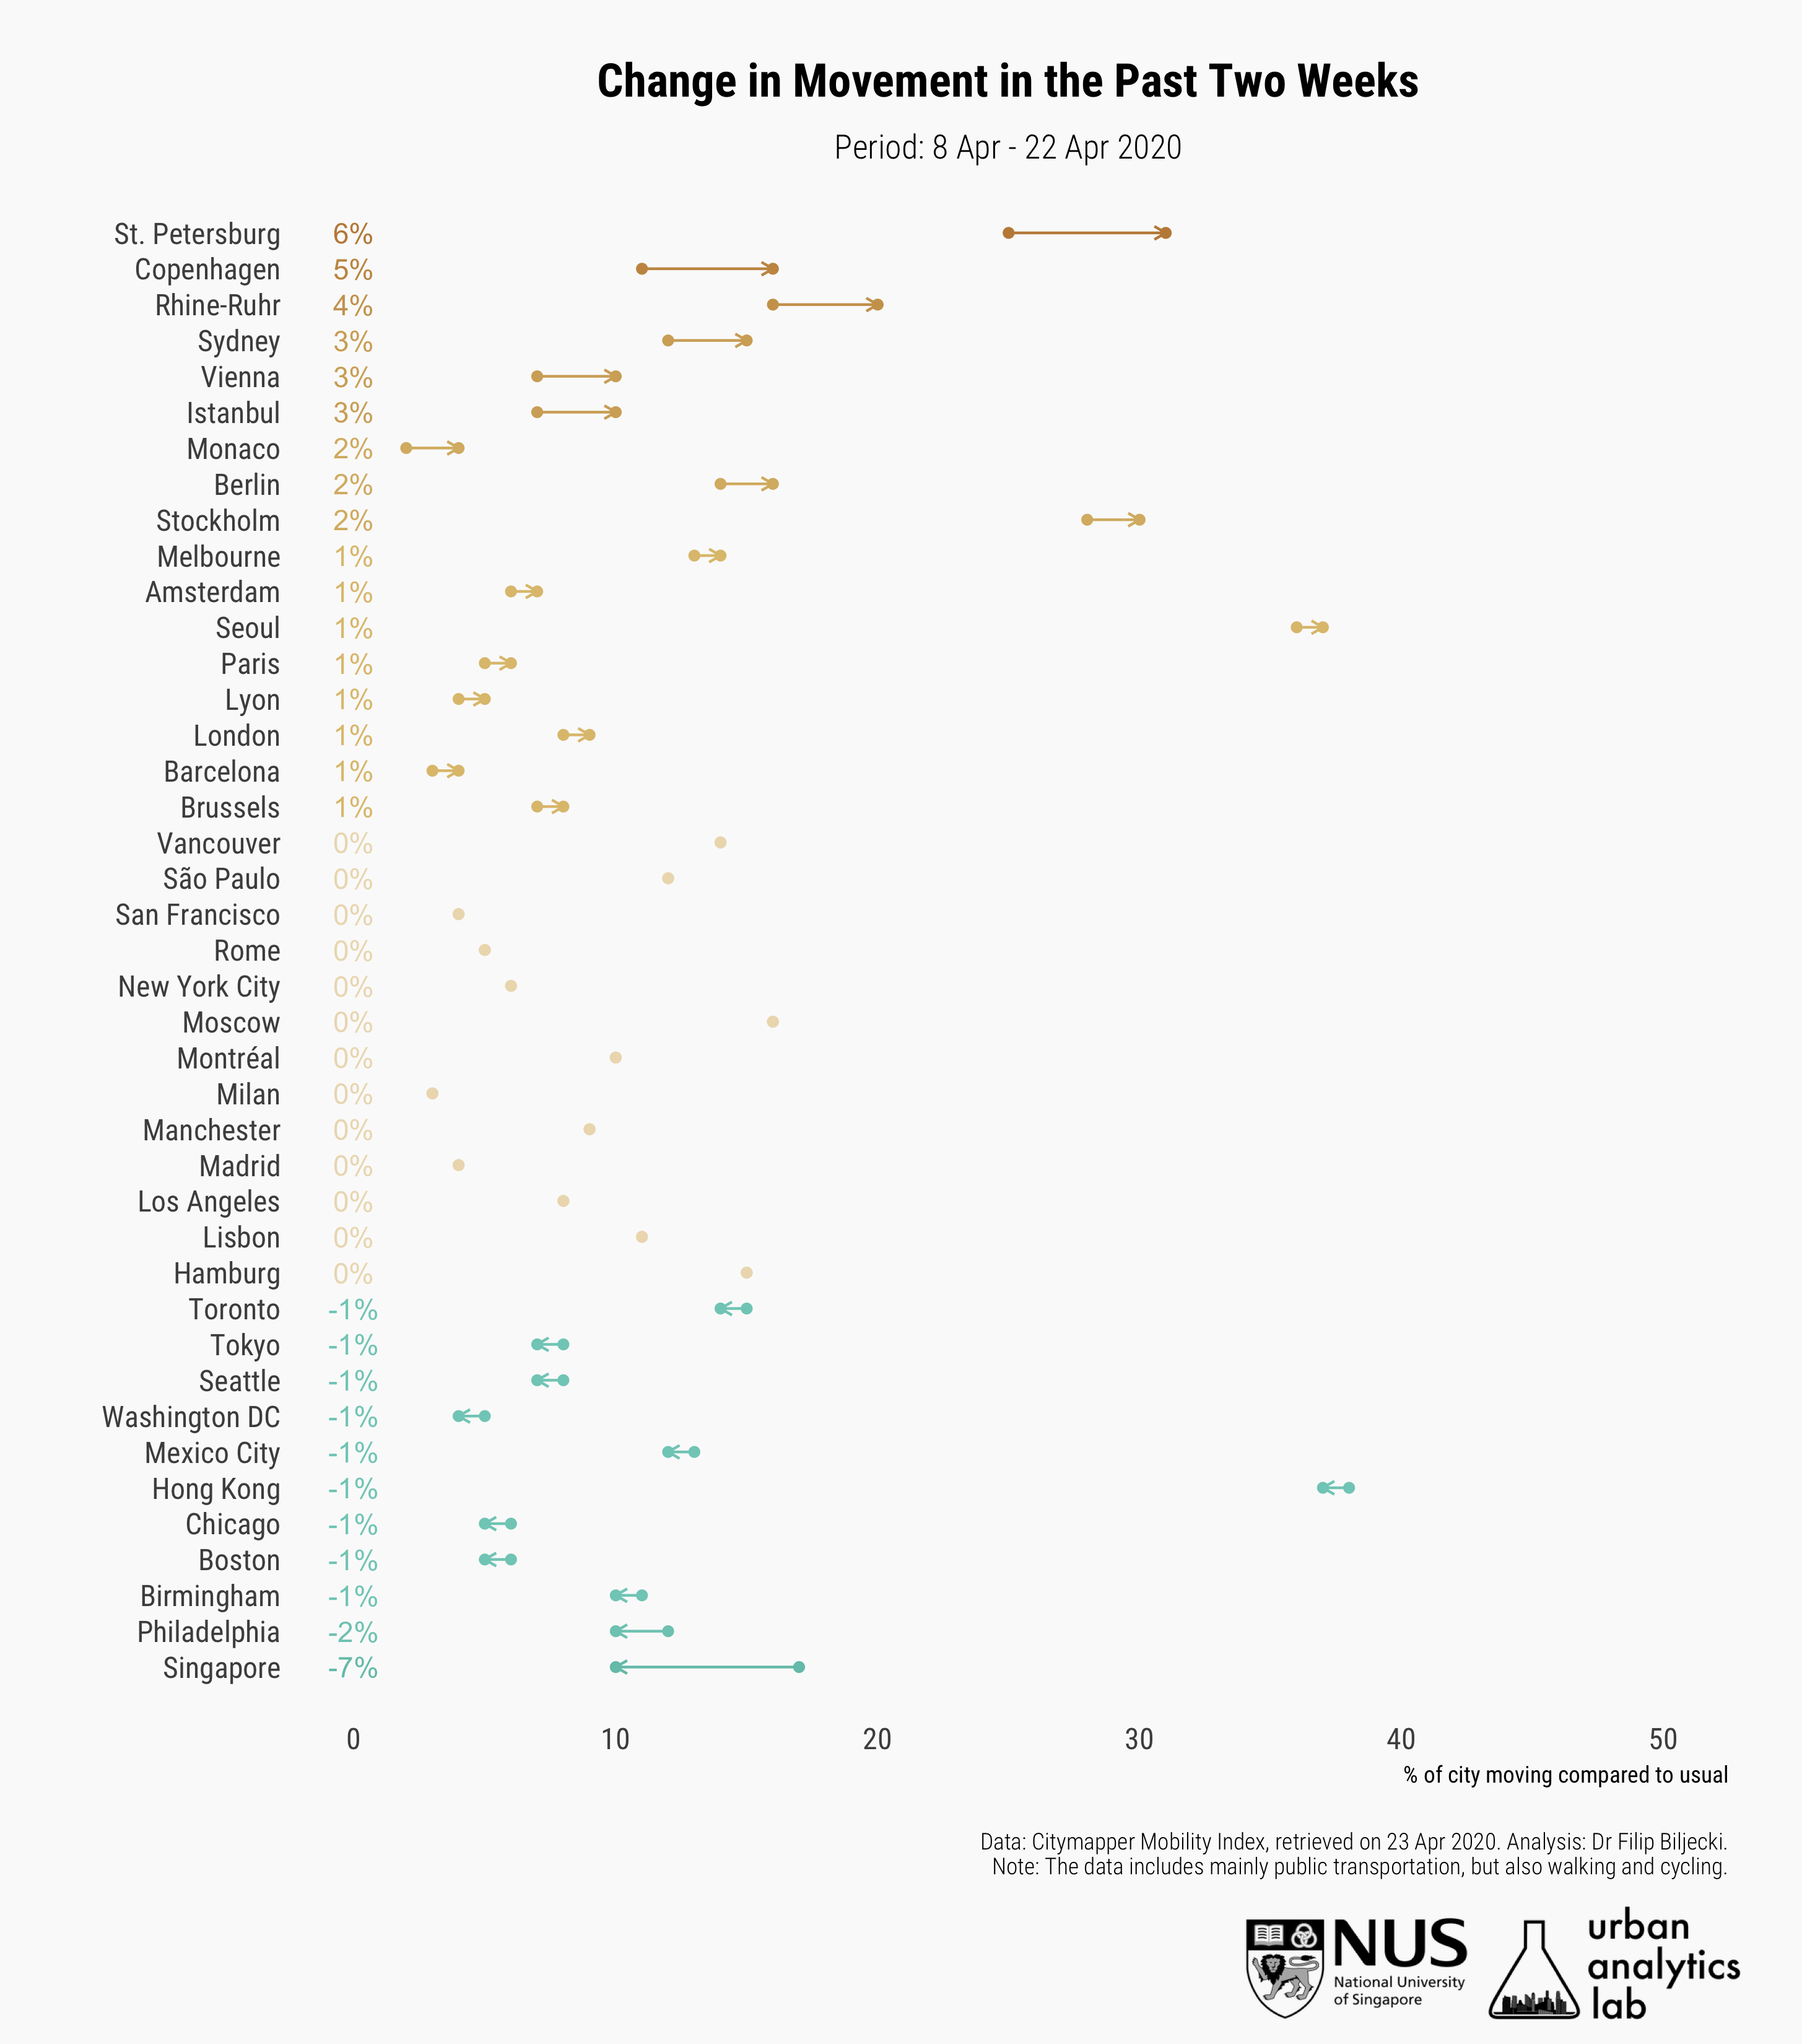 Change in Movement in the Past Two Weeks
Period: 8 Apr - 22 Apr 2020
St. Petersburg 6%
Copenhagen 5%
Rhine-Ruhr 4%
Sydney 3%
Vienna 3%
Istanbul 3%
Monaco 2%
Berlin 2%
Stockholm 2%
Melbourne 1%
Amsterdam 1%
Seoul 1%
Paris 1%
Lyon 1%
London 1%
Barcelona 1%
Brussels 1%
Vancouver 0%
São Paulo 0%
San Francisco 0%
Rome 0%
New York City 0%
Moscow 0%
Montréal 0%
Milan 0%
Manchester 0%
Madrid 0%
Los Angeles 0%
Lisbon 0%
Hamburg 0%
Toronto -1%
Tokyo -1%
Seattle -1%
Washington DC -1%
Mexico City -1%
Hong Kong -1%
Chicago -1%
Boston -1%
Birmingham -1%
Philadelphia -2%
Singapore -7%
0 10 20 30 40 50
% of city moving compared to usual
Data: Citymapper Mobility Index, retrieved on 23 Apr 2020. Analysis: Dr Filip Biljecki.
Note: The data includes mainly public transportation, but also walking and cycling.
NUS
National University
of Singapore
urban
analytics
lab